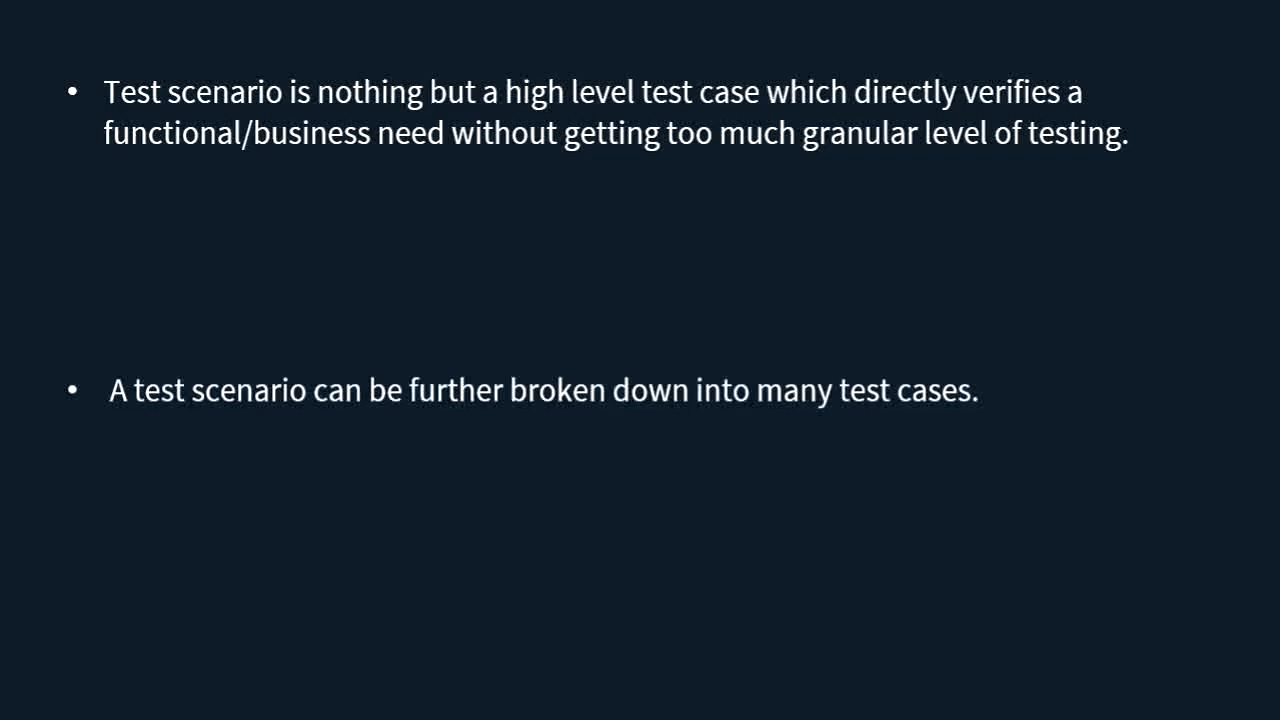 • Test scenario is nothing but a high level test case which directly verifies a
functional/business need without getting too much granular level of testing.
• A test scenario can be further broken down into many test cases.